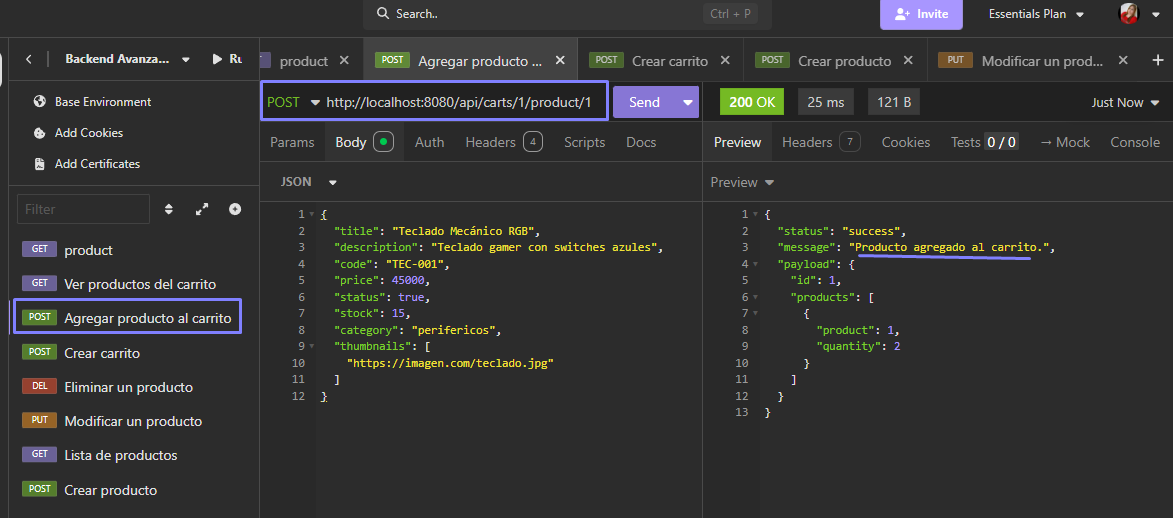 Search..
Ctrl + P
Invite
Essentials Plan
Backend Avanza...
Ru
product
POST Agregar producto ...
POST Crear carrito
POST Crear producto
PUT Modificar un prod...
Base Environment
Add Cookies
Add Certificates
Filter
GET product
GET Ver productos del carrito
POST Agregar producto al carrito
POST Crear carrito
DEL Eliminar un producto
PUT Modificar un producto
GET Lista de productos
POST Crear producto
POST http://localhost:8080/api/carts/1/product/1 Send
Params Body Auth Headers 4 Scripts Docs
JSON
1 {
2 "title": "Teclado Mecánico RGB",
3 "description": "Teclado gamer con switches azules",
4 "code": "TEC-001",
5 "price": 45000,
6 "status": true,
7 "stock": 15,
8 "category": "perifericos",
9 "thumbnails": [
10 "https://imagen.com/teclado.jpg"
11 ]
12 }
200 OK 25 ms 121 B Just Now
Preview Headers 7 Cookies Tests 0 / 0 → Mock Console
Preview
1 {
2 "status": "success",
3 "message": "Producto agregado al carrito.",
4 "payload": {
5 "id": 1,
6 "products": [
7 {
8 "product": 1,
9 "quantity": 2
10 }
11 ]
12 }
13 }